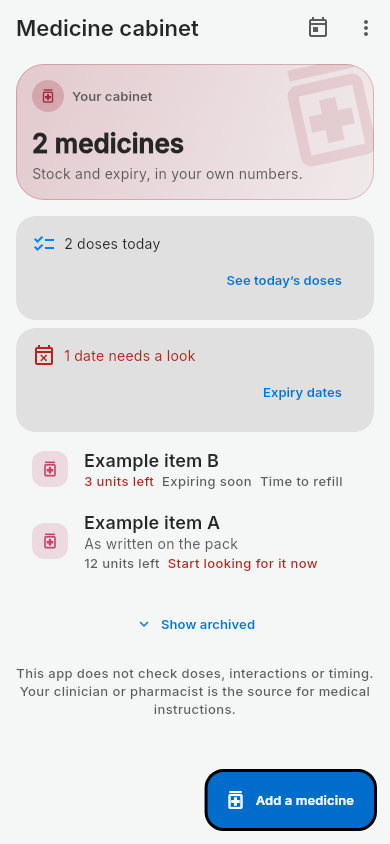 Medicine cabinet
Your cabinet
2 medicines
Stock and expiry, in your own numbers.
2 doses today
See today's doses
1 date needs a look
Expiry dates
Example item B
3 units left  Expiring soon  Time to refill
Example item A
As written on the pack
12 units left  Start looking for it now
Show archived
This app does not check doses, interactions or timing.
Your clinician or pharmacist is the source for medical
instructions.
Add a medicine